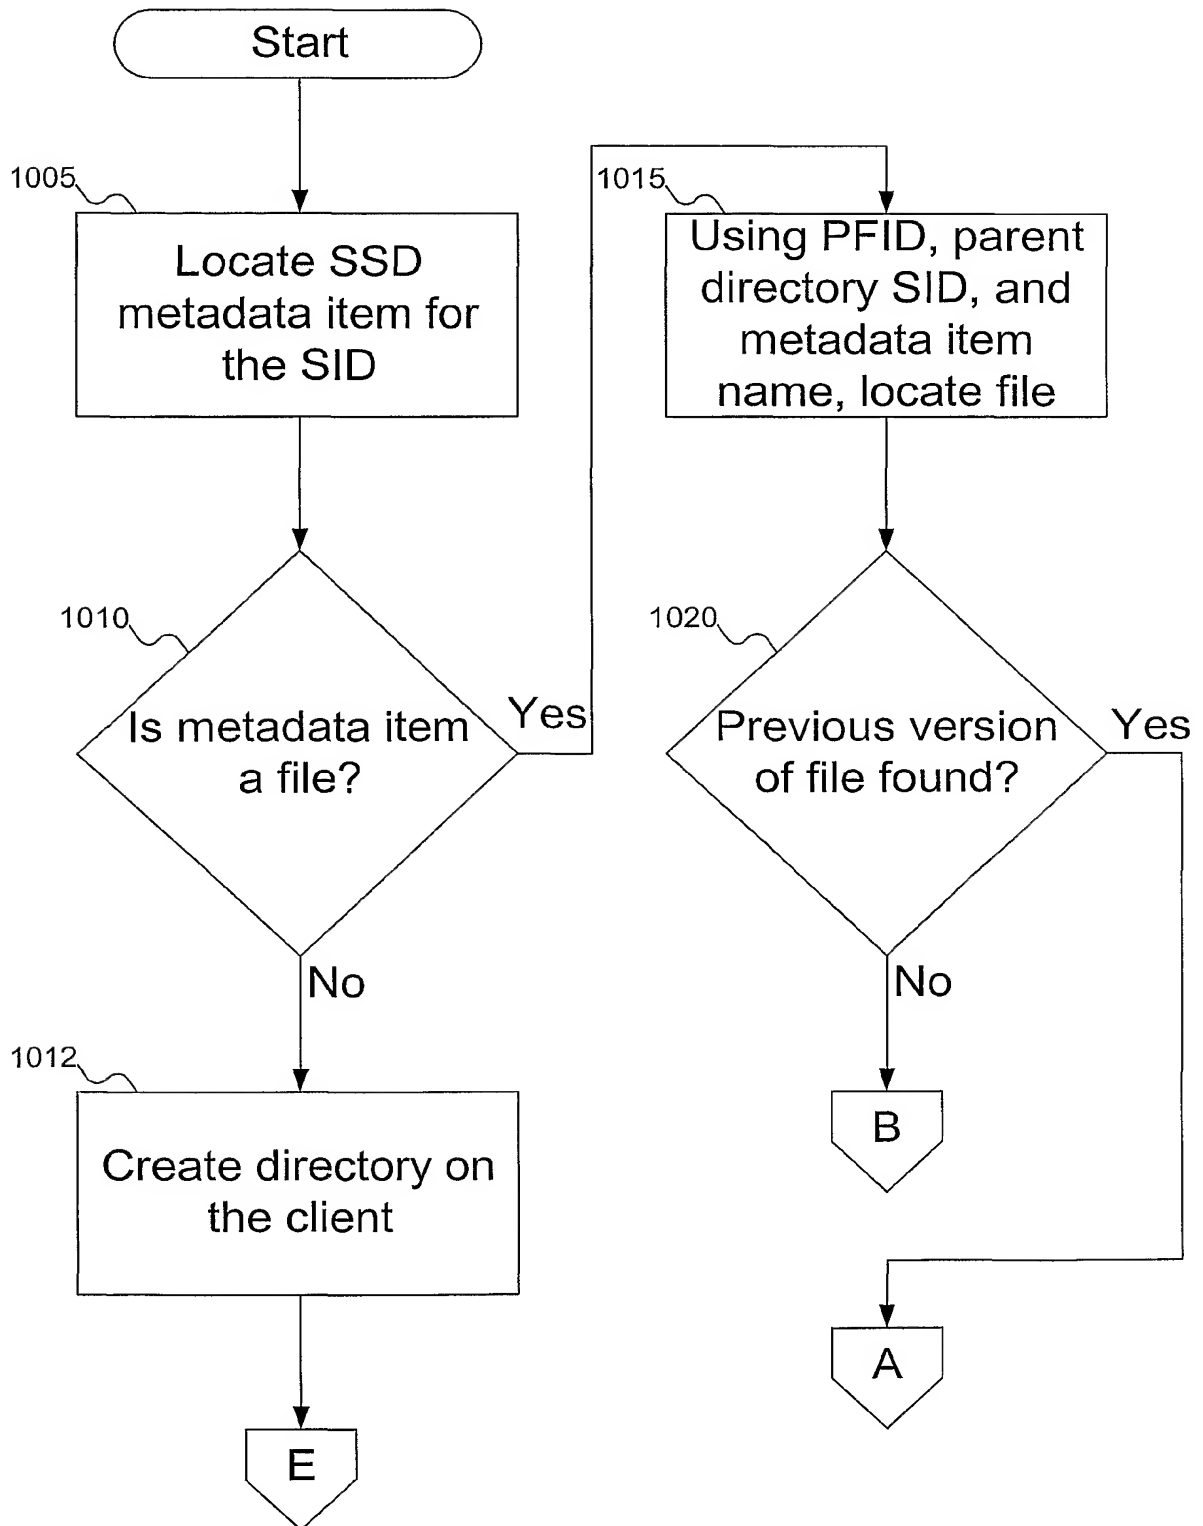 Start
1005
Locate SSD
metadata item for
the SID
1010
Is metadata item
a file?
Yes
No
1012
Create directory on
the client
E
1015
Using PFID, parent
directory SID, and
metadata item
name, locate file
1020
Previous version
of file found?
Yes
No
B
A